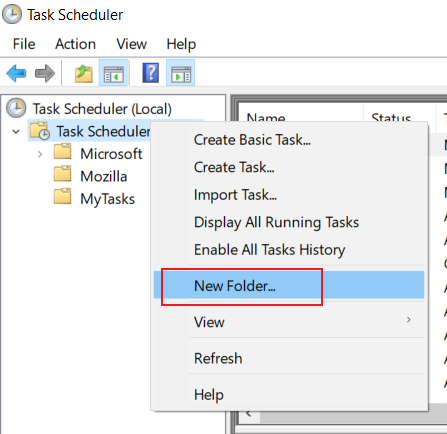 Task Scheduler
File Action View Help
Task Scheduler (Local)
Task Scheduler
Microsoft
Mozilla
MyTasks
Name Status
Create Basic Task...
Create Task...
Import Task...
Display All Running Tasks
Enable All Tasks History
New Folder...
View
Refresh
Help